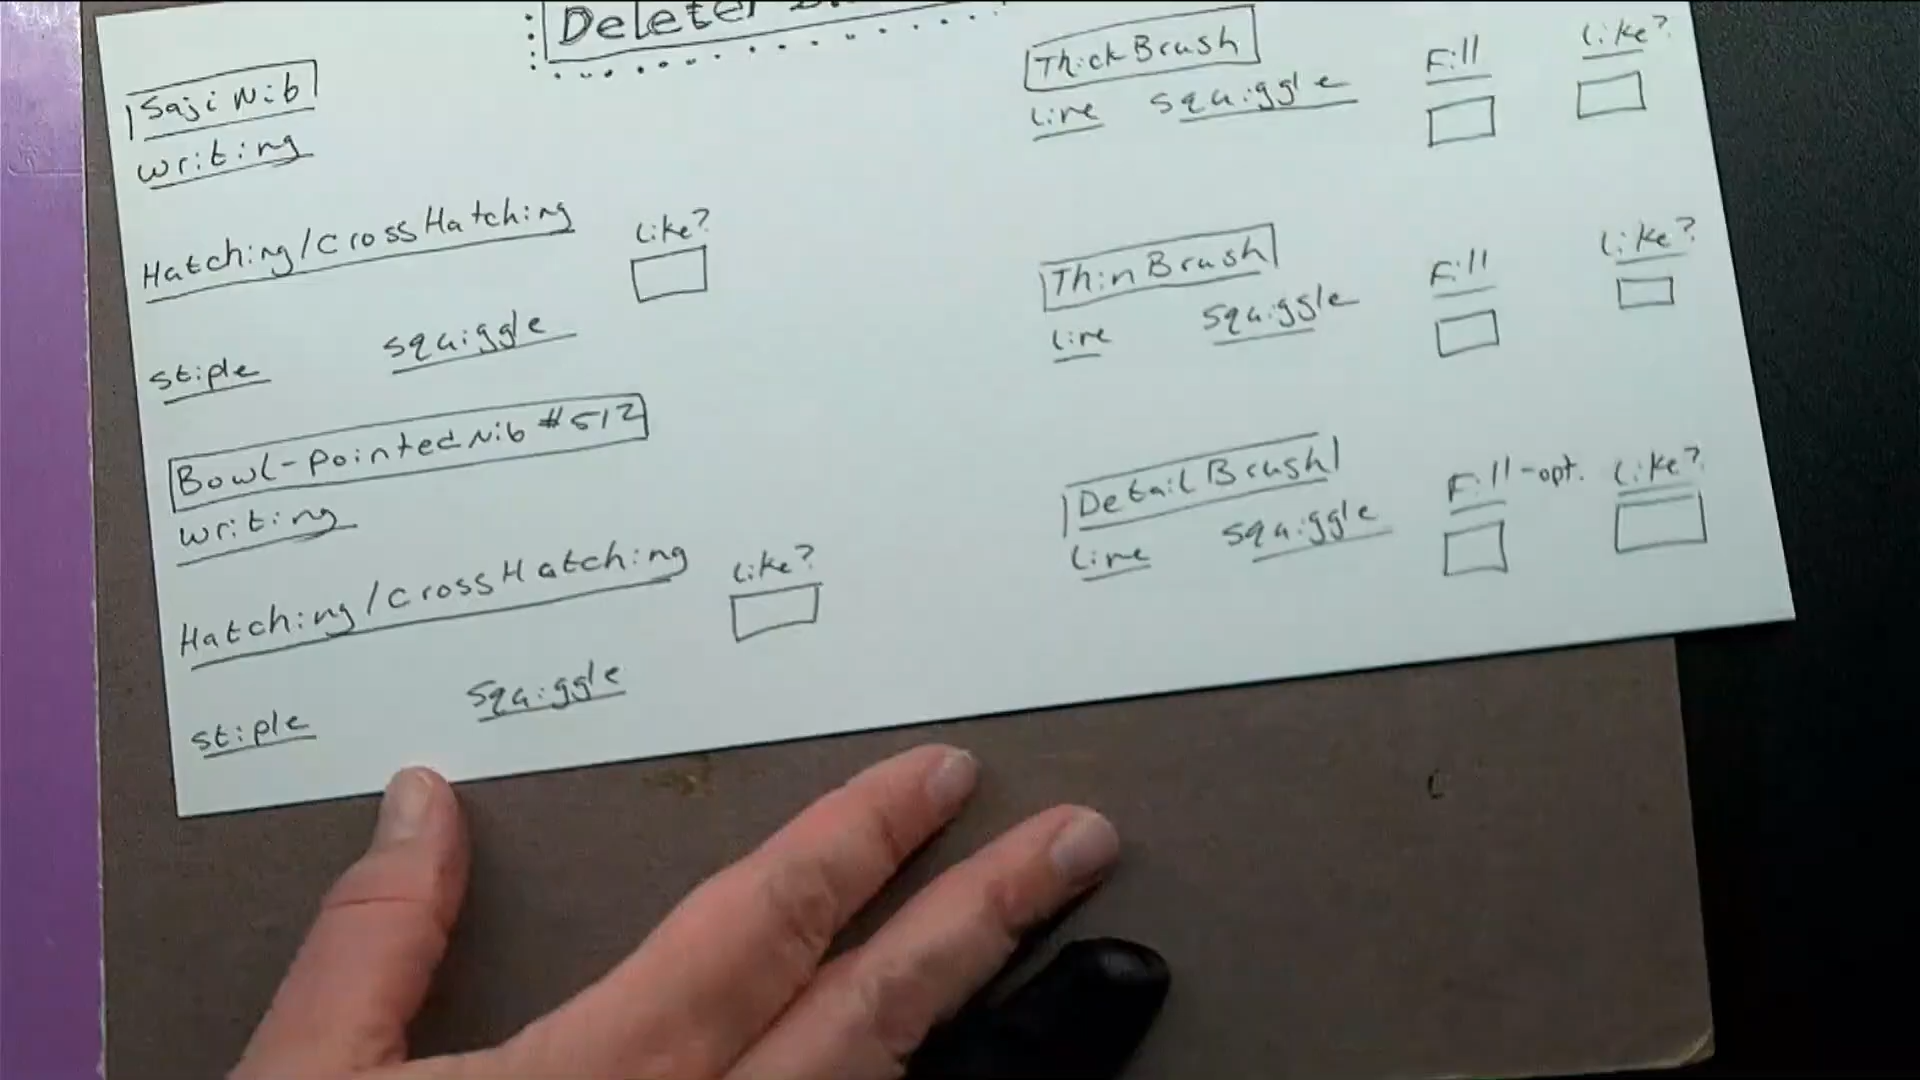 Deleter
Saji Nib
Writing
Hatching/CrossHatching
Like?
Stiple
Squiggle
Bowl-Pointed Nib #512
Writing
Hatching/CrossHatching
Like?
Stiple
Squiggle
Thick Brush
Line Squiggle Fill Like?
Thin Brush
Line Squiggle Fill Like?
Detail Brush
Line Squiggle Fill-opt. Like?